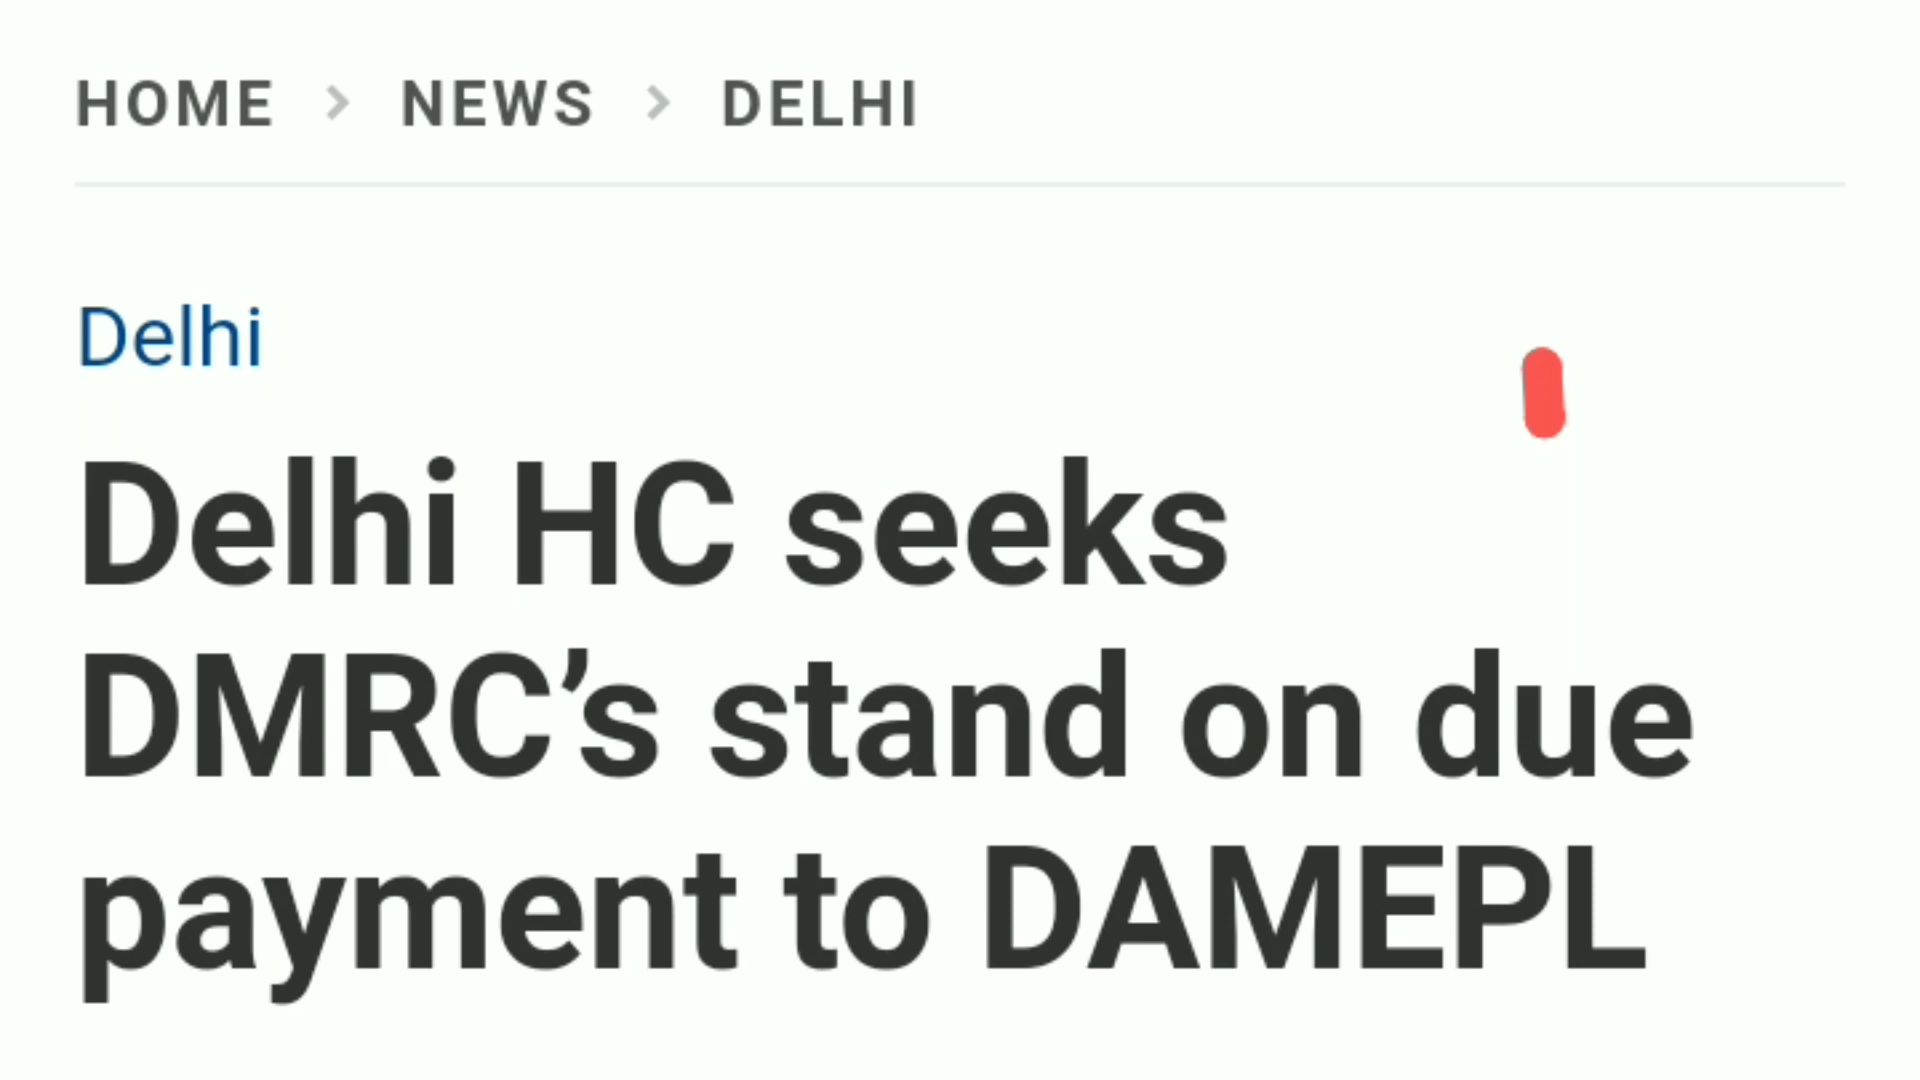 HOME > NEWS > DELHI
Delhi
Delhi HC seeks
DMRC’s stand on due
payment to DAMEPL